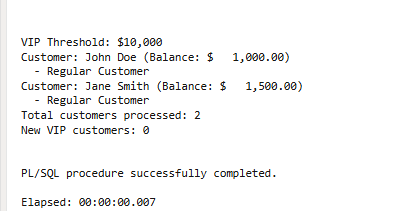 VIP Threshold: $10,000
Customer: John Doe (Balance: $   1,000.00)
  - Regular Customer
Customer: Jane Smith (Balance: $   1,500.00)
  - Regular Customer
Total customers processed: 2
New VIP customers: 0
PL/SQL procedure successfully completed.
Elapsed: 00:00:00.007